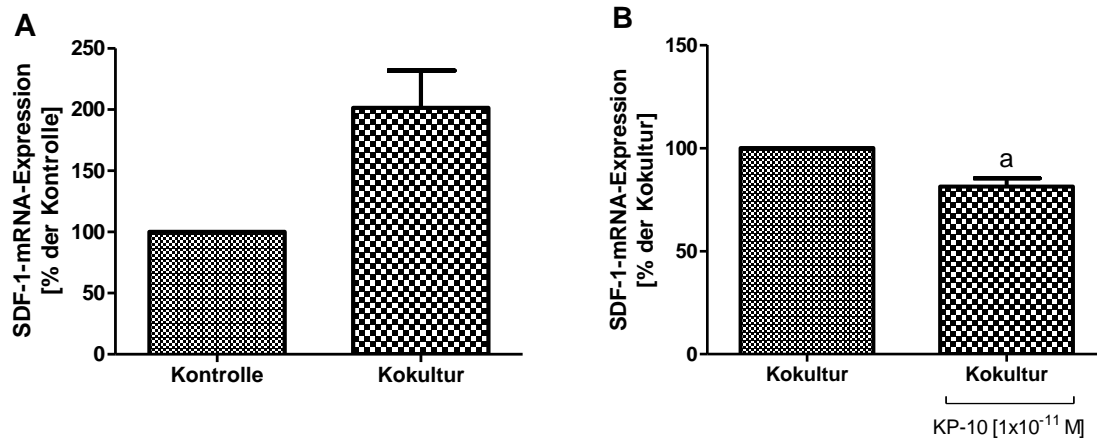 A
SDF-1-mRNA-Expression
[% der Kontrolle]
250
200
150
100
50
0
Kontrolle
Kokultur
B
SDF-1-mRNA-Expression
[% der Kokultur]
150
100
50
0
a
Kokultur
Kokultur
KP-10 [1x10⁻¹¹ M]